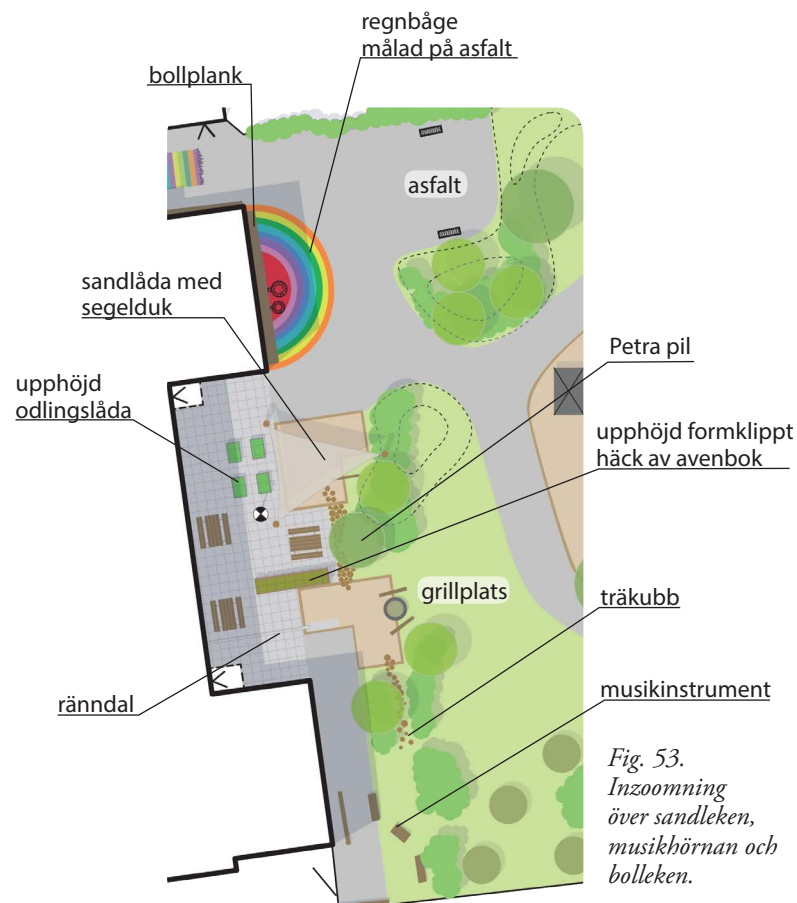 regnbåge
målad på asfalt
bollplank
asfalt
sandlåda med
segelduk
Petra pil
upphöjd
odlingslåda
upphöjd formklippt
häck av avenbok
grillplats
träkubb
musikinstrument
ränndal
Fig. 53.
Inzoomning
över sandleken,
musikhörnan och
bolleken.